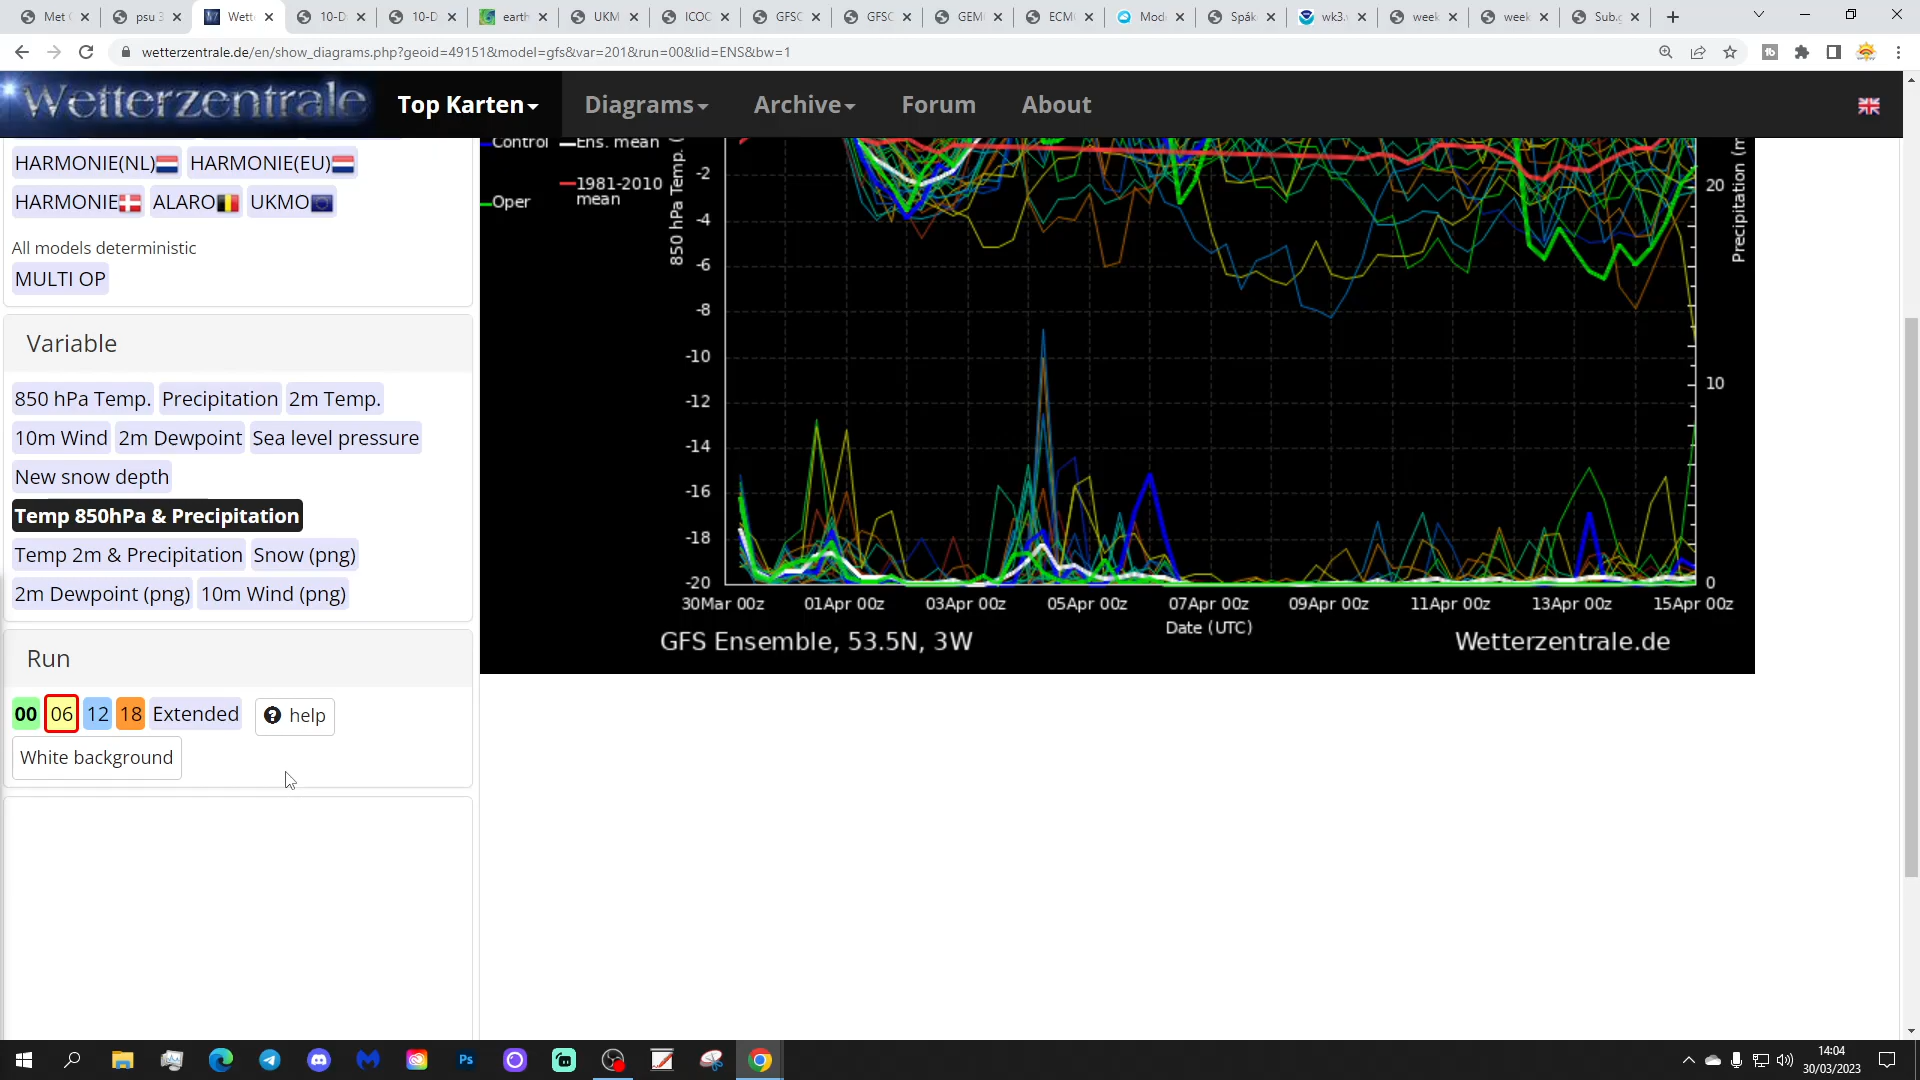 Met
psu 3
Wett
10-D
10-D
earth
UKM
ICOC
GFSC
GFSC
GEM
ECM
Mod
Spák
wk3.
week
week
Sub.g
wetterzentrale.de/en/show_diagrams.php?geoid=49151&model=gfs&var=201&run=00&lid=ENS&bw=1
Wetterzentrale
Top Karten
Diagrams
Archive
Forum
About
HARMONIE(NL) HARMONIE(EU)
HARMONIE ALARO UKMO
All models deterministic
MULTI OP
Variable
850 hPa Temp. Precipitation 2m Temp.
10m Wind 2m Dewpoint Sea level pressure
New snow depth
Temp 850hPa & Precipitation
Temp 2m & Precipitation Snow (png)
2m Dewpoint (png) 10m Wind (png)
Run
00 06 12 18 Extended help
White background
Control Ens. mean
1981-2010
mean
Oper
850 hPa Temp. (
-2
-4
-6
-8
-10
-12
-14
-16
-18
-20
Precipitation (m
20
10
0
30Mar 00z 01Apr 00z 03Apr 00z 05Apr 00z 07Apr 00z 09Apr 00z 11Apr 00z 13Apr 00z 15Apr 00z
Date (UTC)
GFS Ensemble, 53.5N, 3W
Wetterzentrale.de
Ps
14:04
30/03/2023